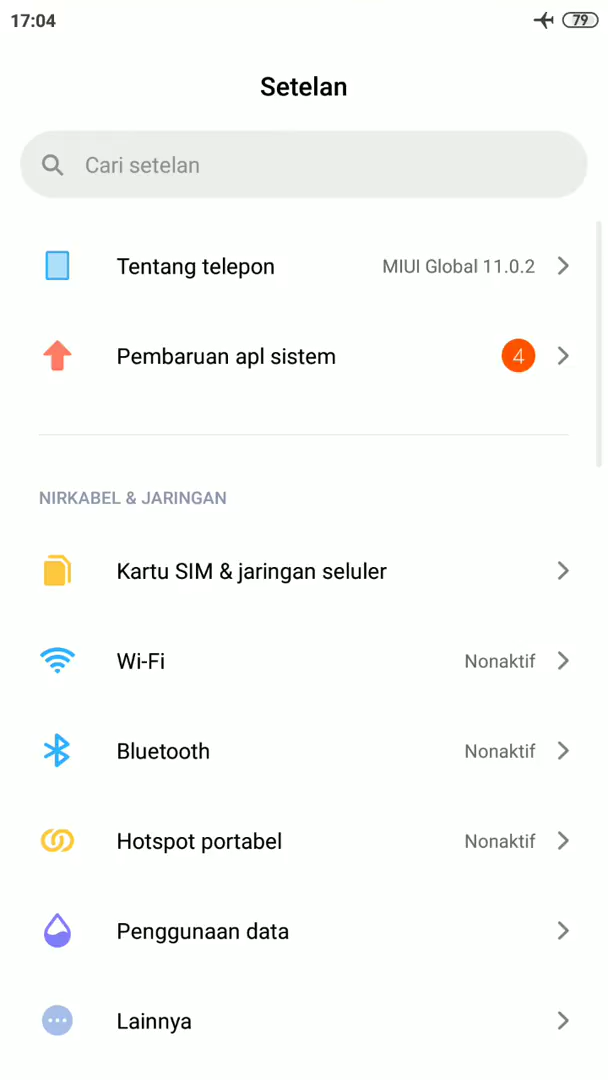 17:04 79
Setelan
Cari setelan
Tentang telepon MIUI Global 11.0.2
Pembaruan apl sistem 4
NIRKABEL & JARINGAN
Kartu SIM & jaringan seluler
Wi-Fi Nonaktif
Bluetooth Nonaktif
Hotspot portabel Nonaktif
Penggunaan data
Lainnya